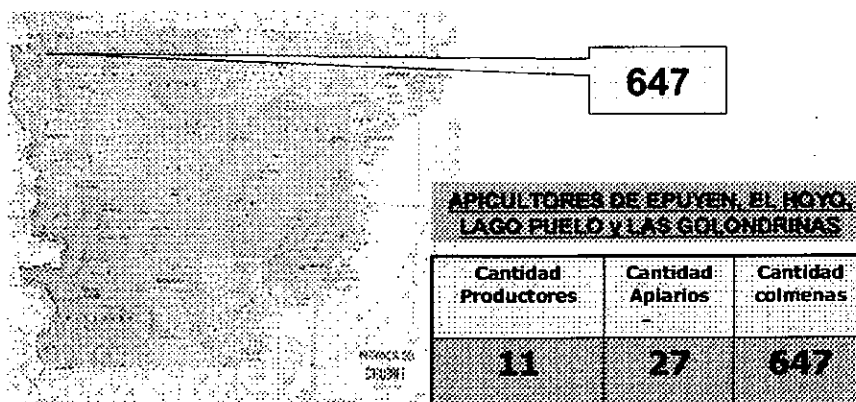 647
APICULTORES DE EPUYEN, EL HOYO,
LAGO PUELO y LAS GOLONDRINAS
Cantidad Productores
Cantidad Apiarios
Cantidad colmenas
11
27
647